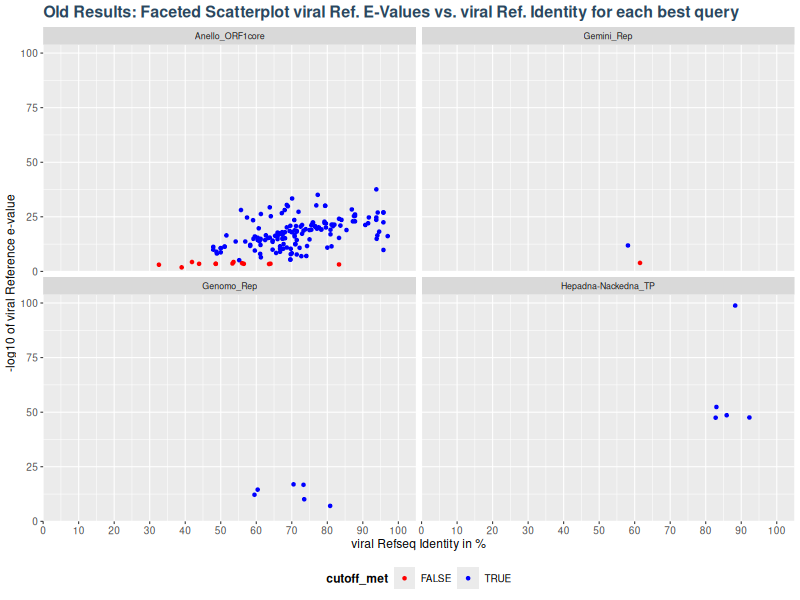 Old Results: Faceted Scatterplot viral Ref. E-Values vs. viral Ref. Identity for each best query
Anello_ORF1core
Gemini_Rep
100
75
50
25
0
Genomo_Rep
Hepadna-Nackedna_TP
100
75
50
25
0
-log10 of viral Reference e-value
0 10 20 30 40 50 60 70 80 90 100
0 10 20 30 40 50 60 70 80 90 100
viral Refseq Identity in %
cutoff_met FALSE TRUE